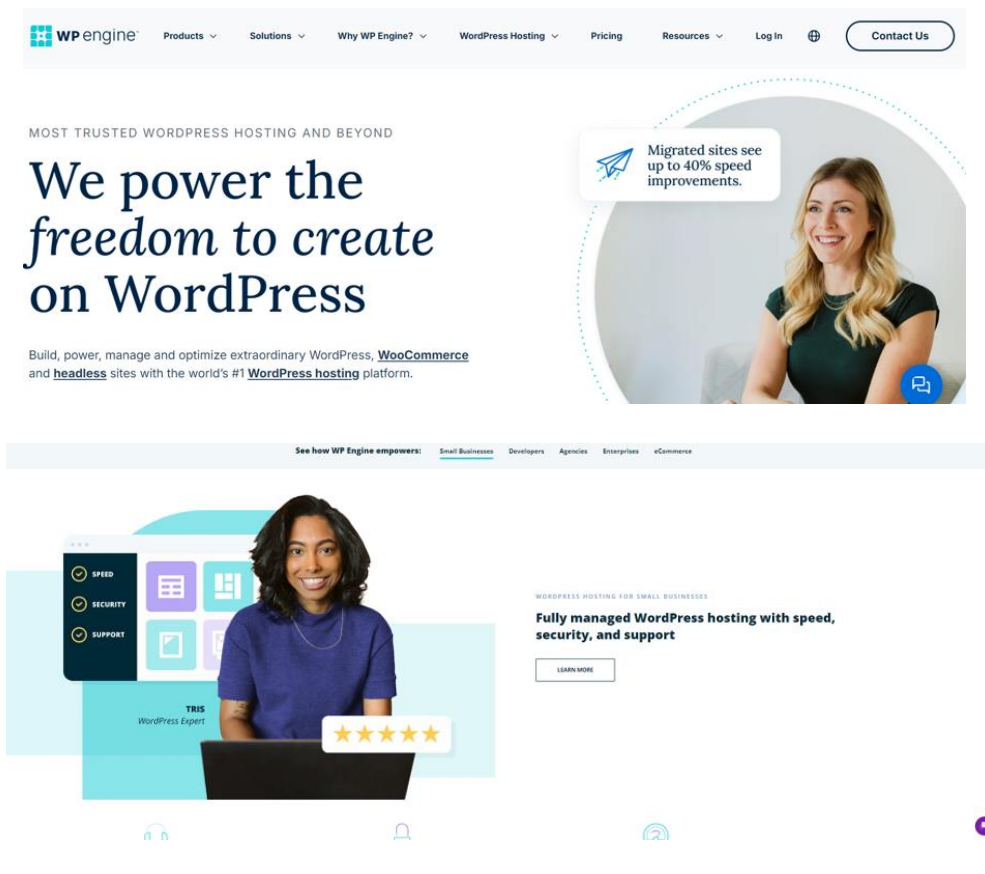 WP engine
Products
Solutions
Why WP Engine?
WordPress Hosting
Pricing
Resources
Log In
Contact Us
MOST TRUSTED WORDPRESS HOSTING AND BEYOND
We power the
freedom to create
on WordPress
Build, power, manage and optimize extraordinary WordPress, WooCommerce
and headless sites with the world's #1 WordPress hosting platform.
Migrated sites see
up to 40% speed
improvements.
See how WP Engine empowers:
Small Businesses
Developers
Agencies
Enterprises
eCommerce
SPEED
SECURITY
SUPPORT
TRIS
WordPress Expert
WORDPRESS HOSTING FOR SMALL BUSINESSES
Fully managed WordPress hosting with speed,
security, and support
LEARN MORE